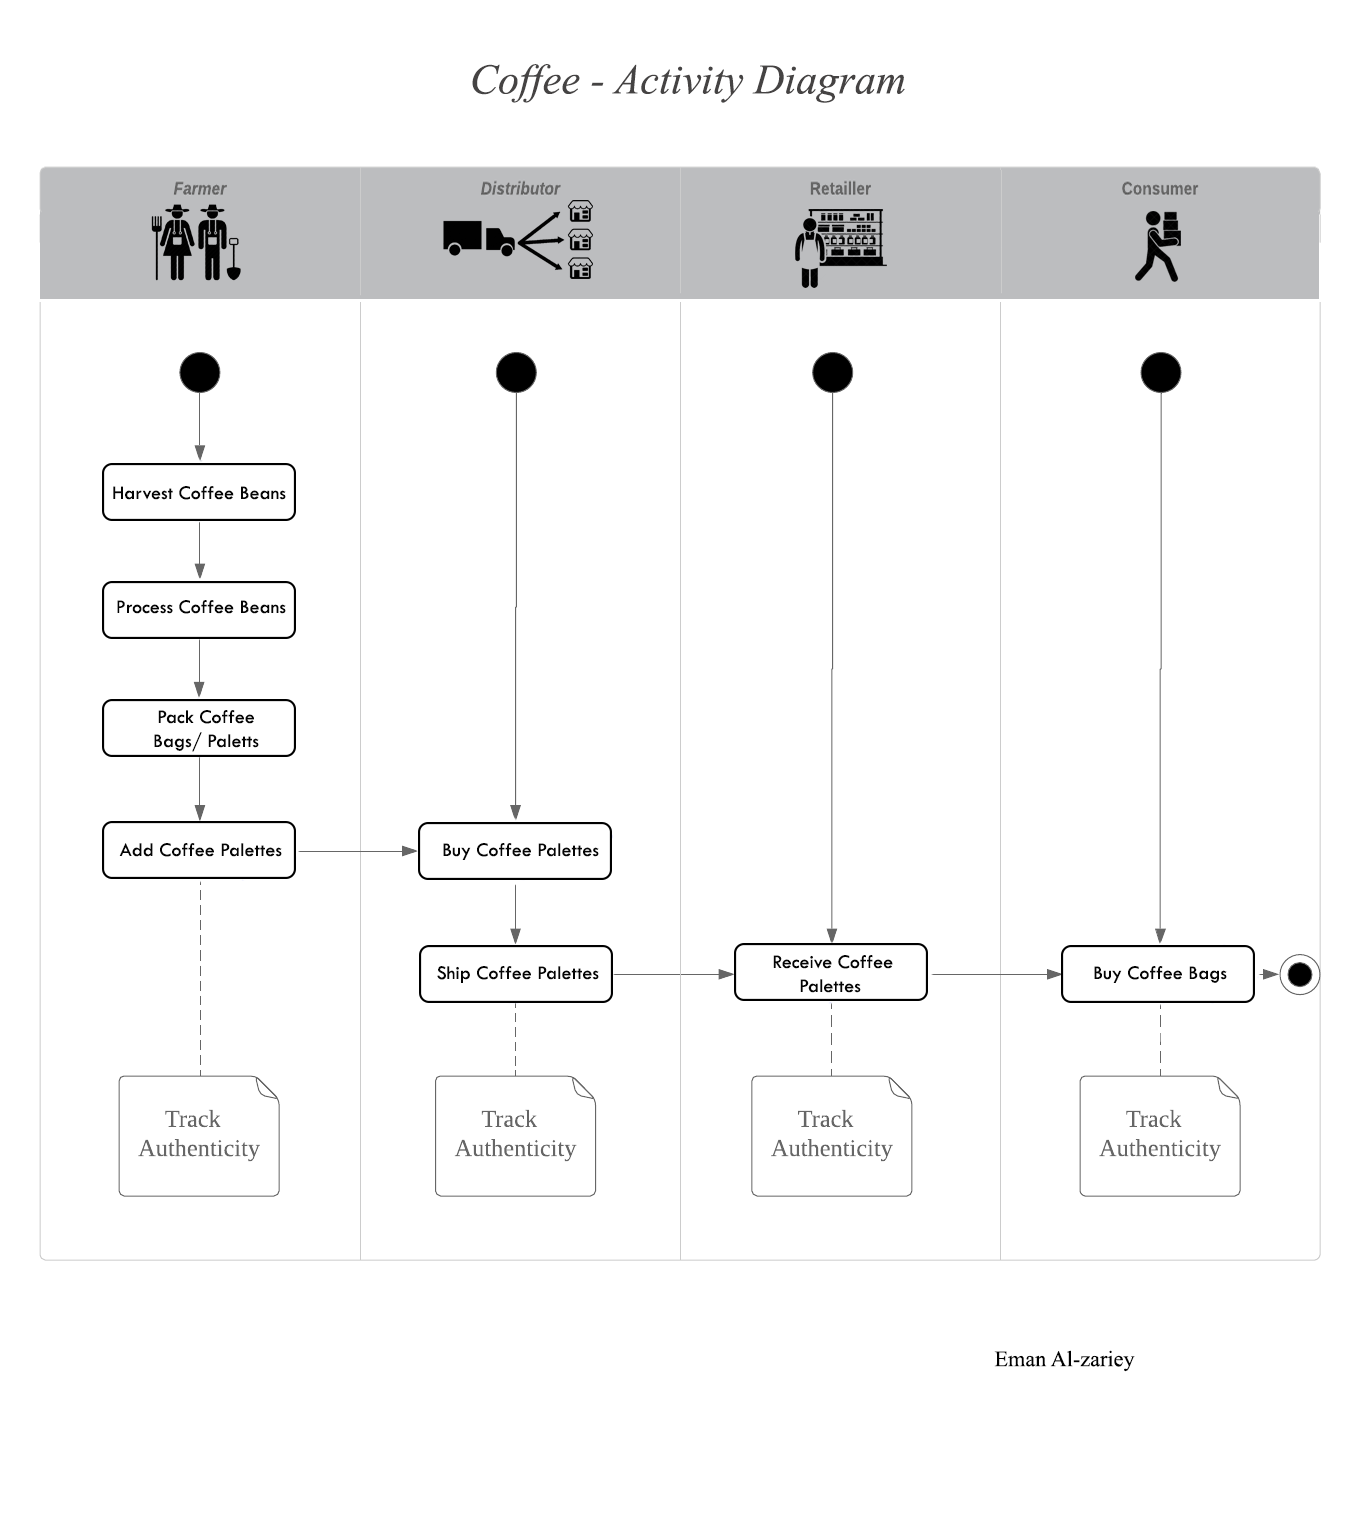 Coffee - Activity Diagram
Farmer
Distributor
Retailler
Consumer
Harvest Coffee Beans
Process Coffee Beans
Pack Coffee
Bags/ Paletts
Add Coffee Palettes
Buy Coffee Palettes
Ship Coffee Palettes
Receive Coffee
Palettes
Buy Coffee Bags
Track
Authenticity
Track
Authenticity
Track
Authenticity
Track
Authenticity
Eman Al-zariey